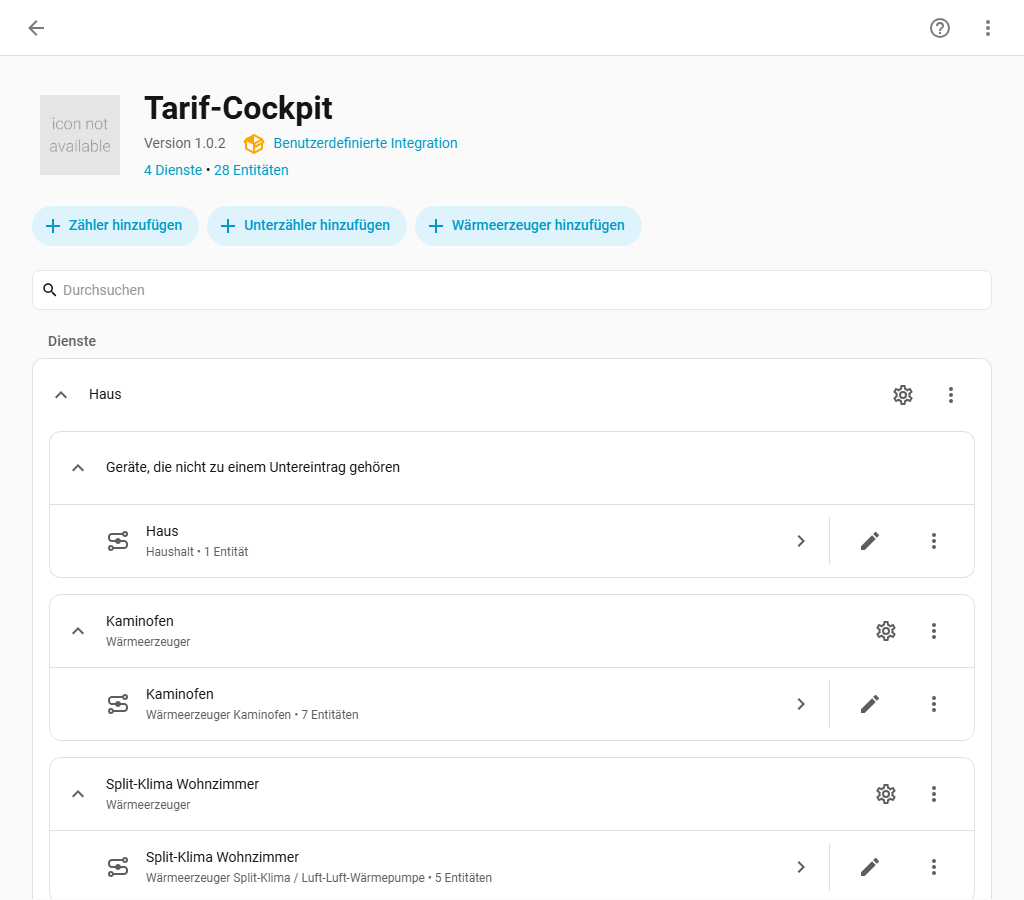 icon not
available
Tarif-Cockpit
Version 1.0.2
Benutzerdefinierte Integration
4 Dienste • 28 Entitäten
Zähler hinzufügen
Unterzähler hinzufügen
Wärmeerzeuger hinzufügen
Durchsuchen
Dienste
Haus
Geräte, die nicht zu einem Untereintrag gehören
Haus
Haushalt • 1 Entität
Kaminofen
Wärmeerzeuger
Kaminofen
Wärmeerzeuger Kaminofen • 7 Entitäten
Split-Klima Wohnzimmer
Wärmeerzeuger
Split-Klima Wohnzimmer
Wärmeerzeuger Split-Klima / Luft-Luft-Wärmepumpe • 5 Entitäten